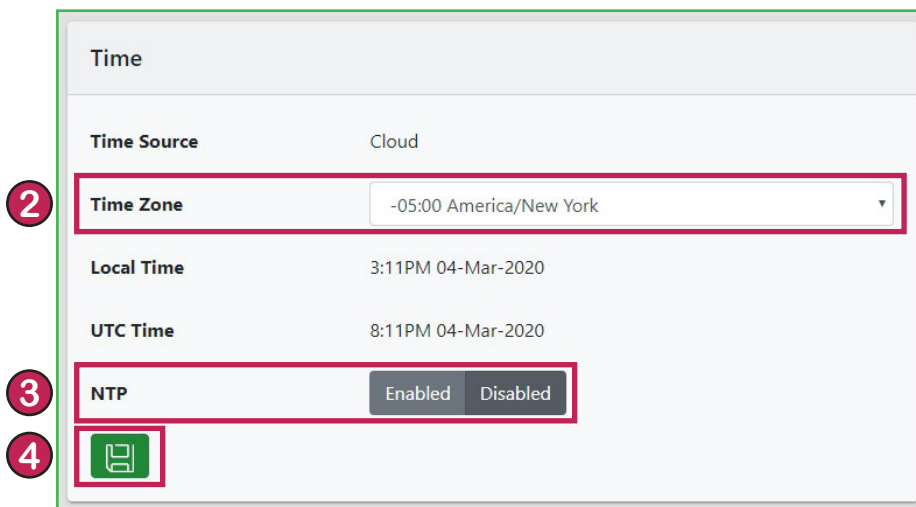 Time
Time Source Cloud
2 Time Zone -05:00 America/New York
Local Time 3:11PM 04-Mar-2020
UTC Time 8:11PM 04-Mar-2020
3 NTP Enabled Disabled
4